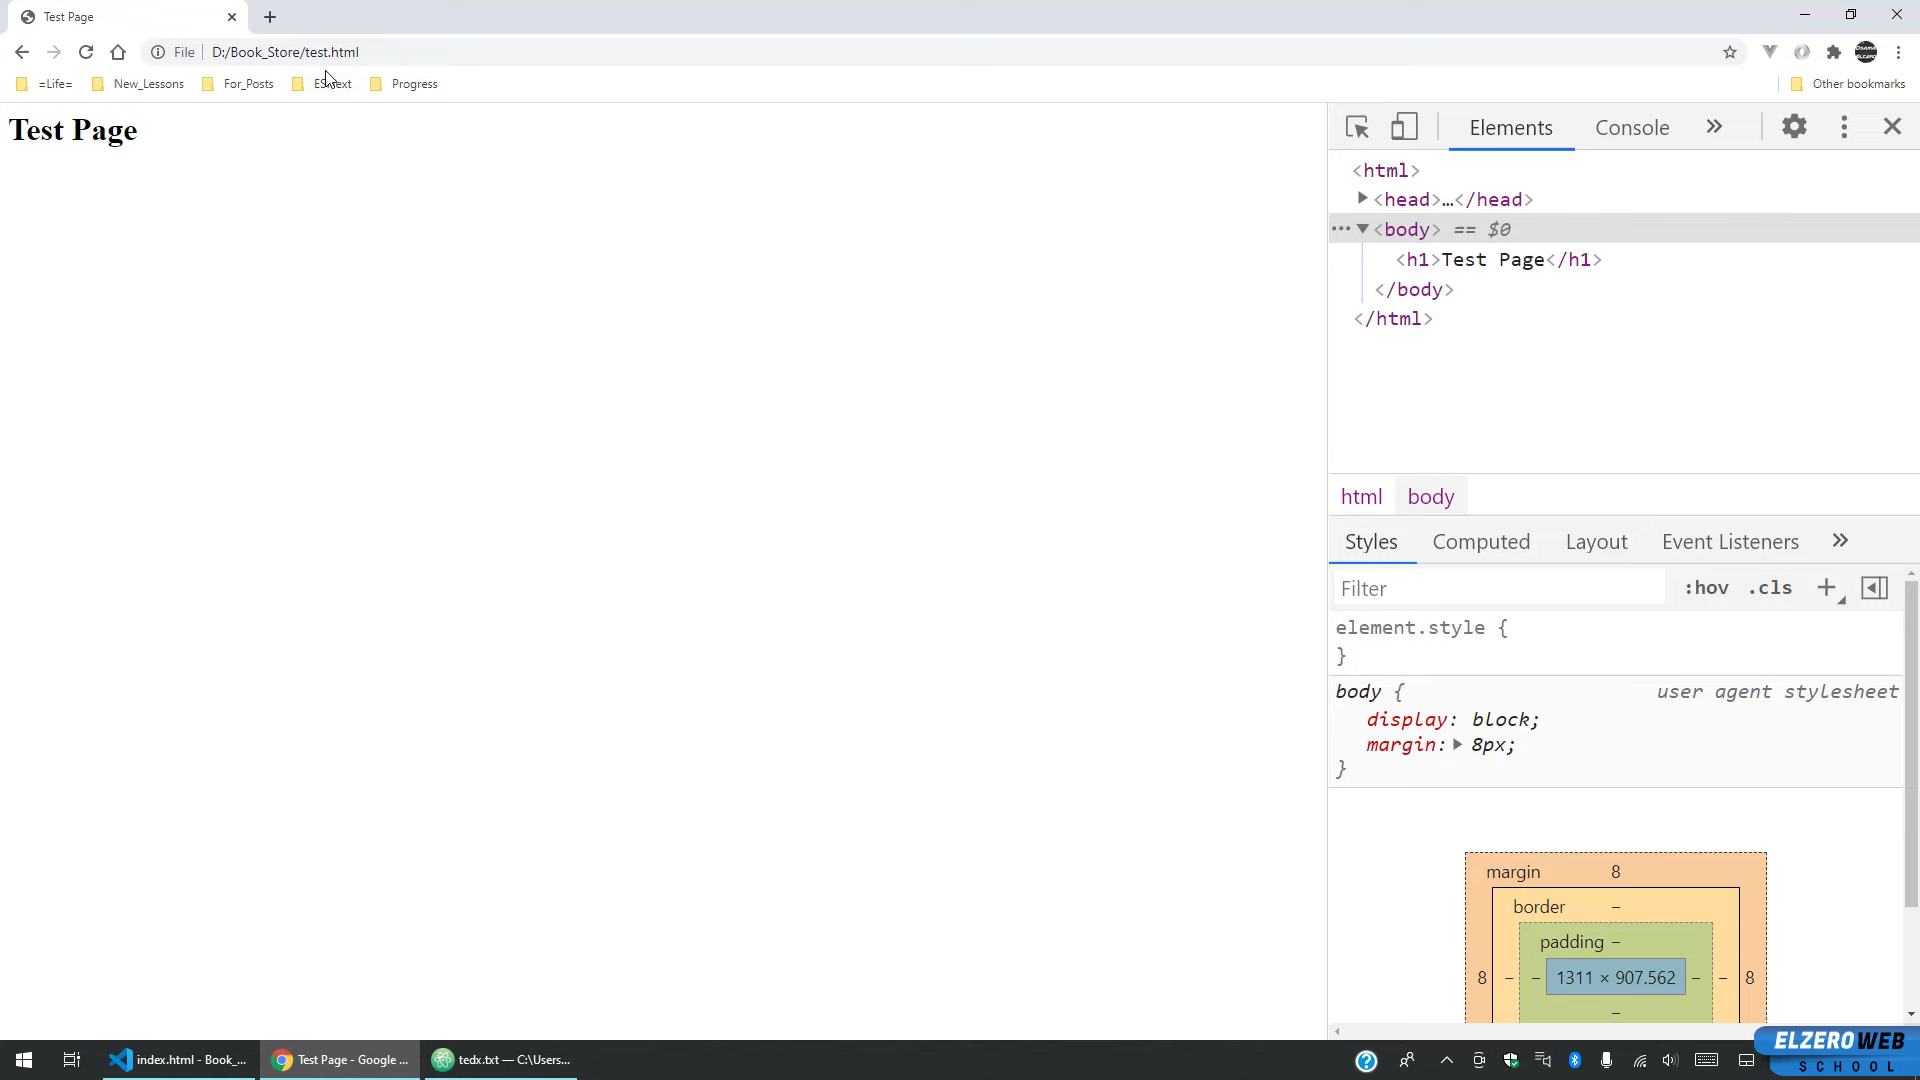 Test Page
File D:/Book_Store/test.html
=Life= New_Lessons For_Posts Progress Other bookmarks
Test Page
Elements Console
<html>
<head>…</head>
<body> == $0
<h1>Test Page</h1>
</body>
</html>
html body
Styles Computed Layout Event Listeners
Filter :hov .cls
element.style {
}
body { user agent stylesheet
display: block;
margin: 8px;
}
margin 8
border –
padding –
8 – – 1311 × 907.562 – – 8
–
index.html - Book_...
Test Page - Google ...
tedx.txt — C:\Users...
ELZEROWEB
SCHOOL